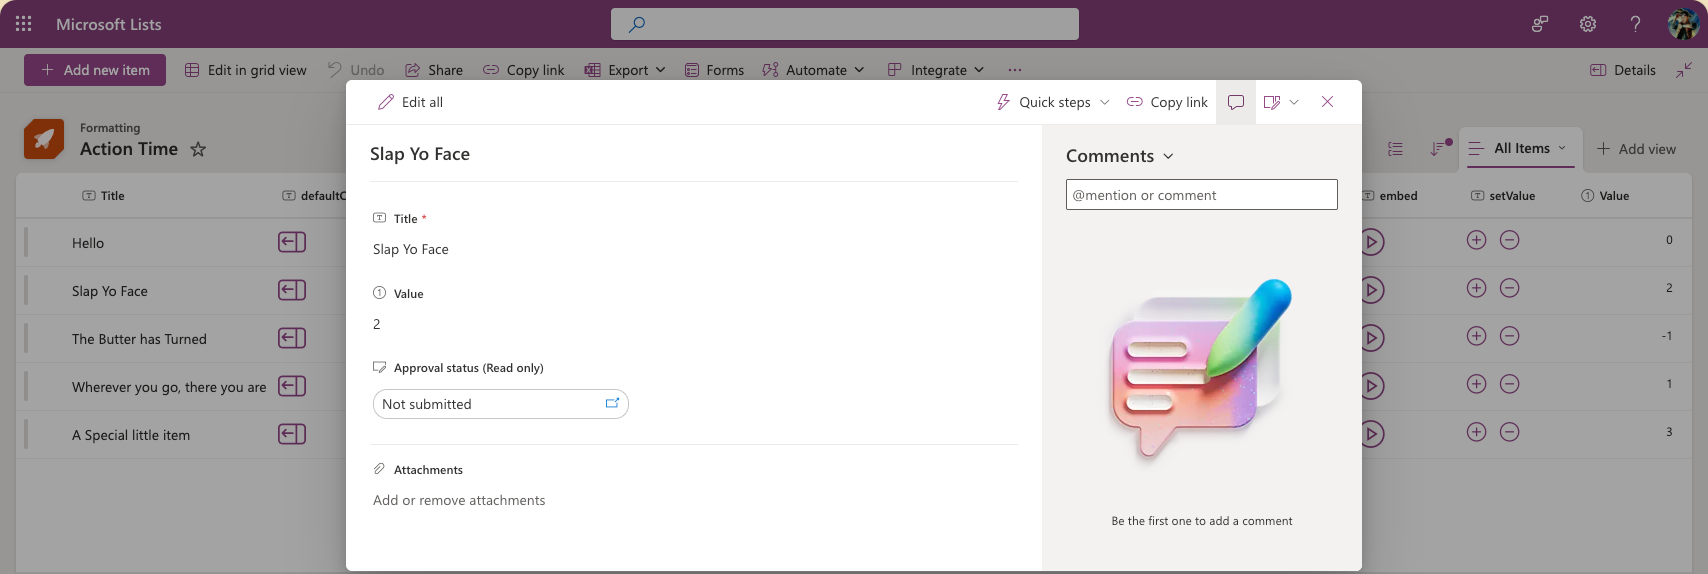 Microsoft Lists
Add new item
Edit in grid view
Undo
Share
Copy link
Export
Forms
Automate
Integrate
Details
Edit all
Quick steps
Copy link
Formatting
Action Time
All Items
Add view
Title
defaultC
embed
setValue
Value
Hello
0
Slap Yo Face
2
The Butter has Turned
-1
Wherever you go, there you are
1
A Special little item
3
Slap Yo Face
Title *
Slap Yo Face
Value
2
Approval status (Read only)
Not submitted
Attachments
Add or remove attachments
Comments
@mention or comment
Be the first one to add a comment